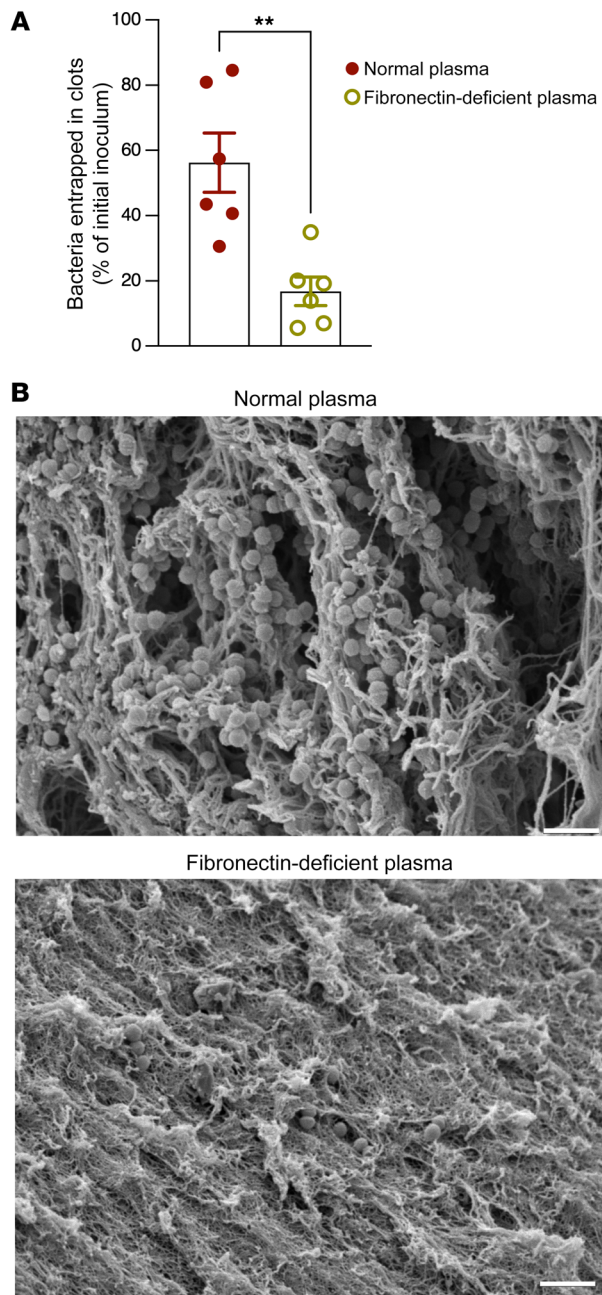 A
100
80
60
40
20
0
Bacteria entrapped in clots
(% of initial inoculum)
**
Normal plasma
Fibronectin-deficient plasma
B
Normal plasma
Fibronectin-deficient plasma